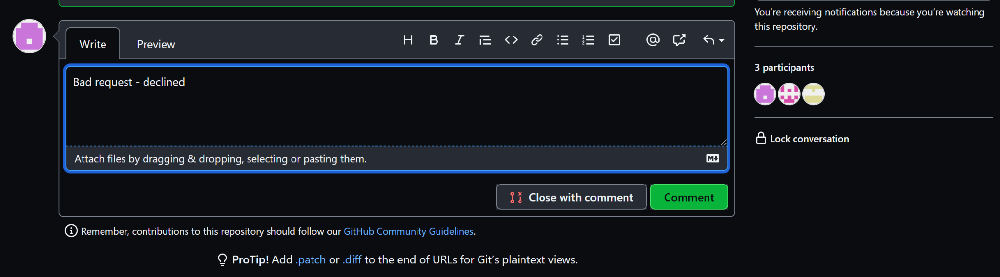 Write
Preview
You're receiving notifications because you're watching
this repository.
Bad request - declined
Attach files by dragging & dropping, selecting or pasting them.
Close with comment
Comment
3 participants
Lock conversation
Remember, contributions to this repository should follow our GitHub Community Guidelines.
ProTip! Add .patch or .diff to the end of URLs for Git's plaintext views.